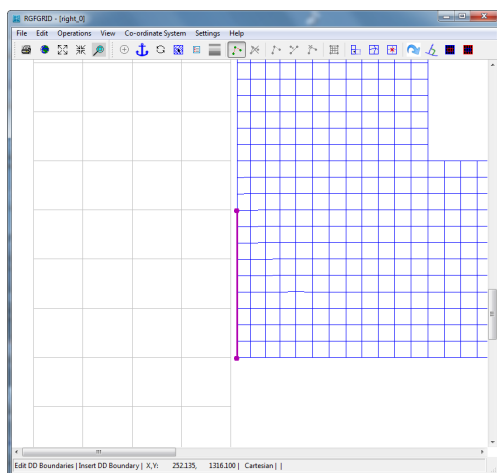 RGFGRID - [right_0]
File Edit Operations View Co-ordinate System Settings Help
Edit DD Boundaries |Insert DD Boundary | X,Y: 252.135, 1316.100 | Cartesian | |